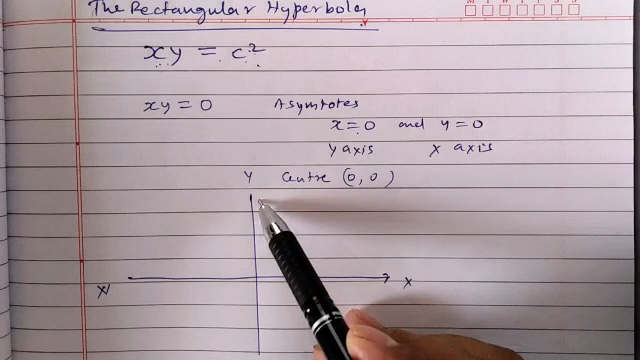 The Rectangular Hyperbola
xy = c²
xy = 0 Asymptotes
x = 0 and y = 0
Y axis X axis
Y Centre (0, 0)
X' X